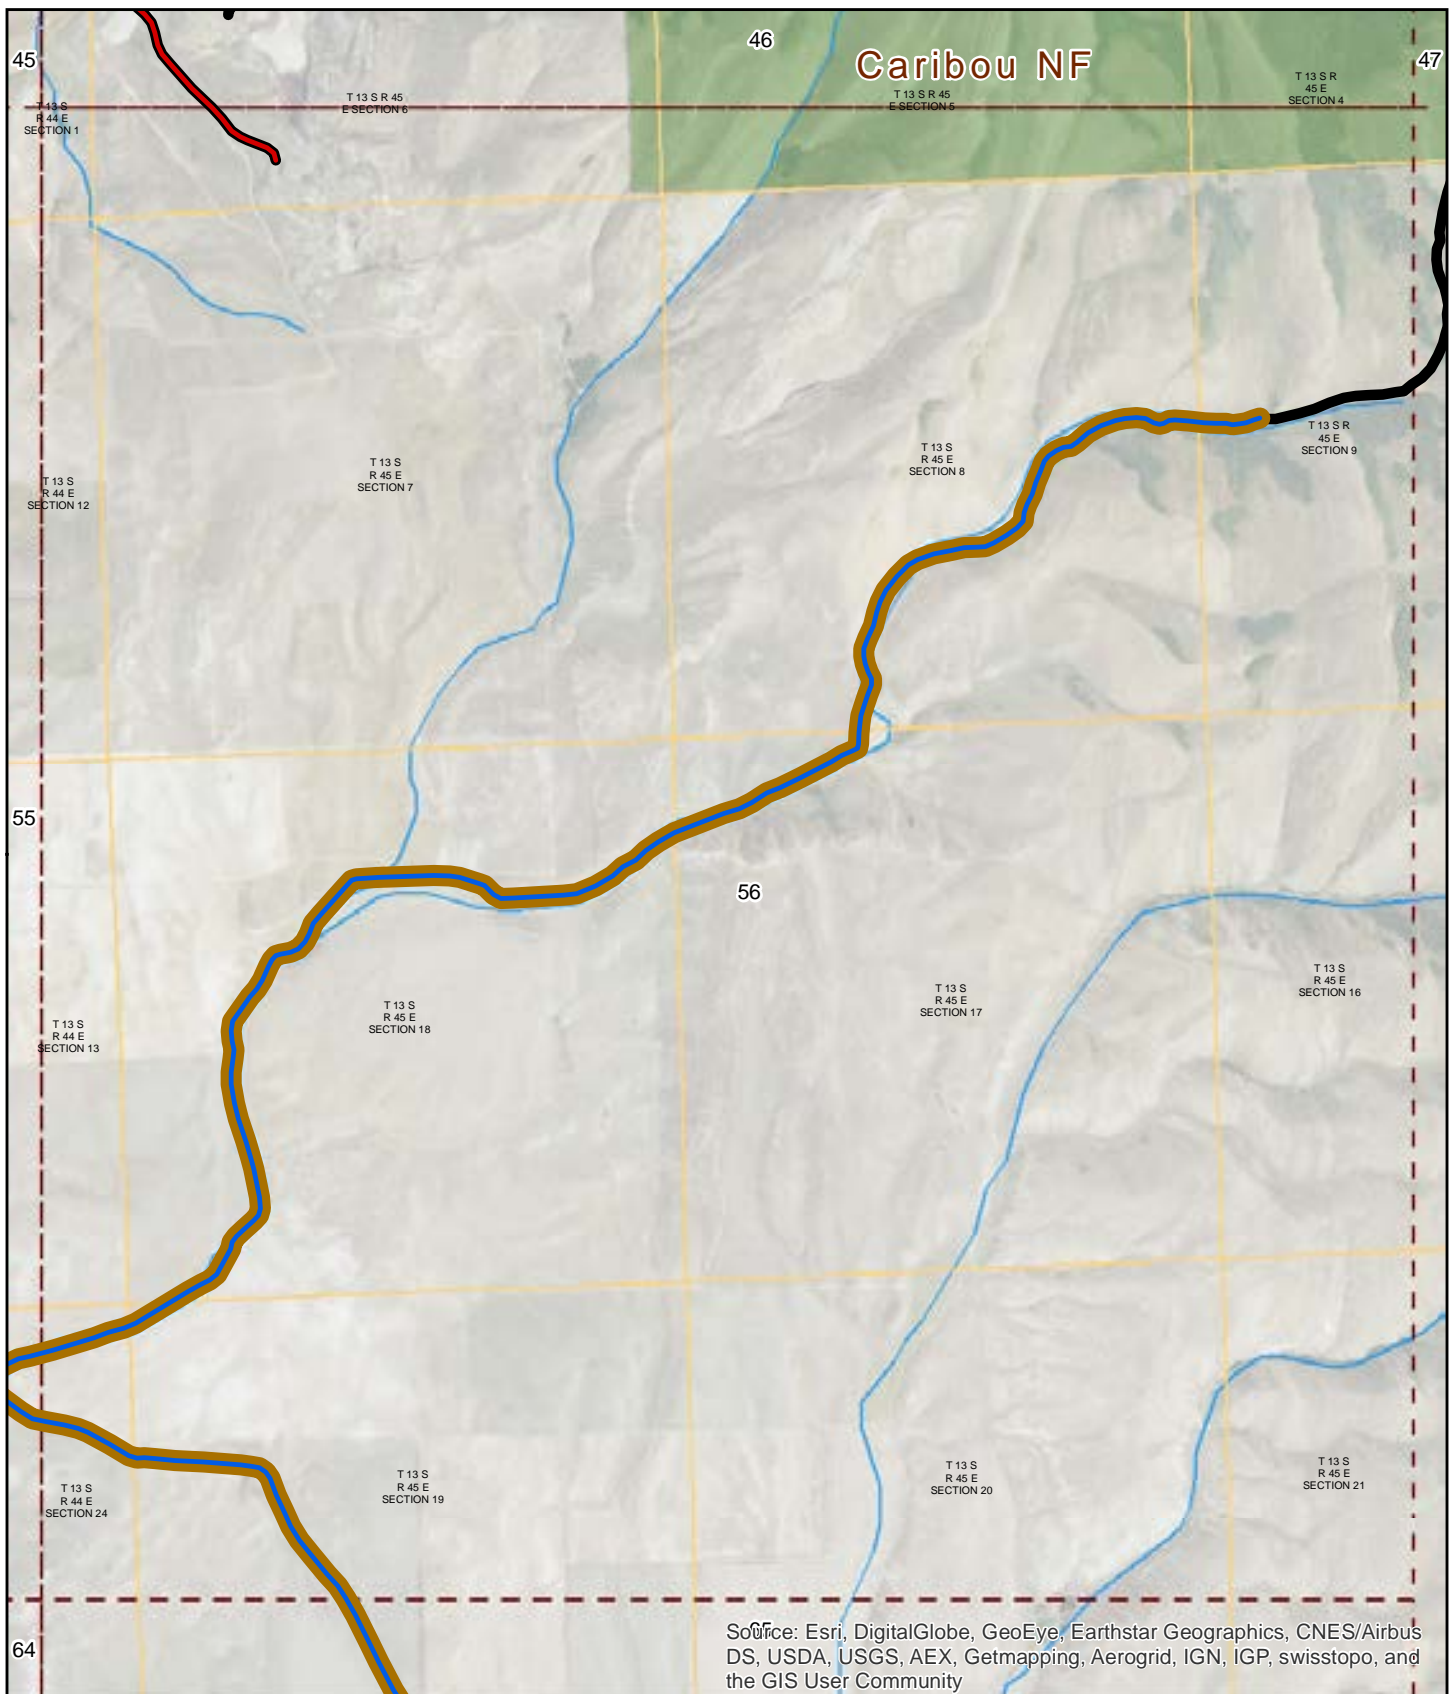 45
46
47
Caribou NF
T 13 S
R 44 E
SECTION 1
T 13 S R 45
E SECTION 6
T 13 S R 45
E SECTION 5
T 13 S R
45 E
SECTION 4
T 13 S
R 44 E
SECTION 12
T 13 S
R 45 E
SECTION 7
T 13 S
R 45 E
SECTION 8
T 13 S R
45 E
SECTION 9
55
56
T 13 S
R 44 E
SECTION 13
T 13 S
R 45 E
SECTION 18
T 13 S
R 45 E
SECTION 17
T 13 S
R 45 E
SECTION 16
T 13 S
R 44 E
SECTION 24
T 13 S
R 45 E
SECTION 19
T 13 S
R 45 E
SECTION 20
T 13 S
R 45 E
SECTION 21
64
Source: Esri, DigitalGlobe, GeoEye, Earthstar Geographics, CNES/Airbus
DS, USDA, USGS, AEX, Getmapping, Aerogrid, IGN, IGP, swisstopo, and
the GIS User Community